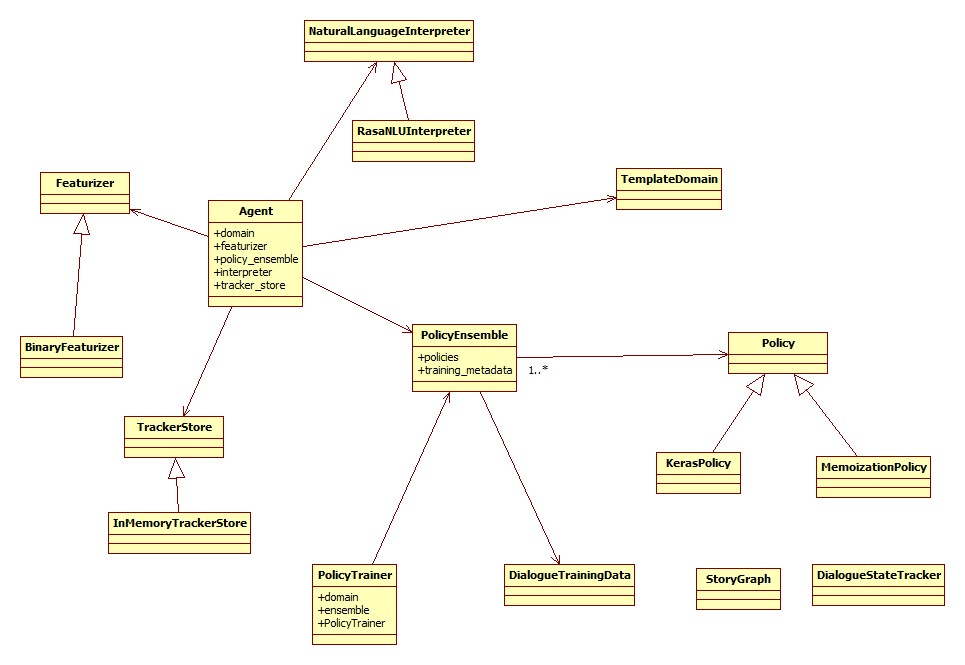 NaturalLanguageInterpreter
RasaNLUInterpreter
Featurizer
TemplateDomain
Agent
+domain
+featurizer
+policy_ensemble
+interpreter
+tracker_store
BinaryFeaturizer
PolicyEnsemble
+policies
+training_metadata
1..*
Policy
TrackerStore
KerasPolicy
MemoizationPolicy
InMemoryTrackerStore
PolicyTrainer
+domain
+ensemble
+PolicyTrainer
DialogueTrainingData
StoryGraph
DialogueStateTracker